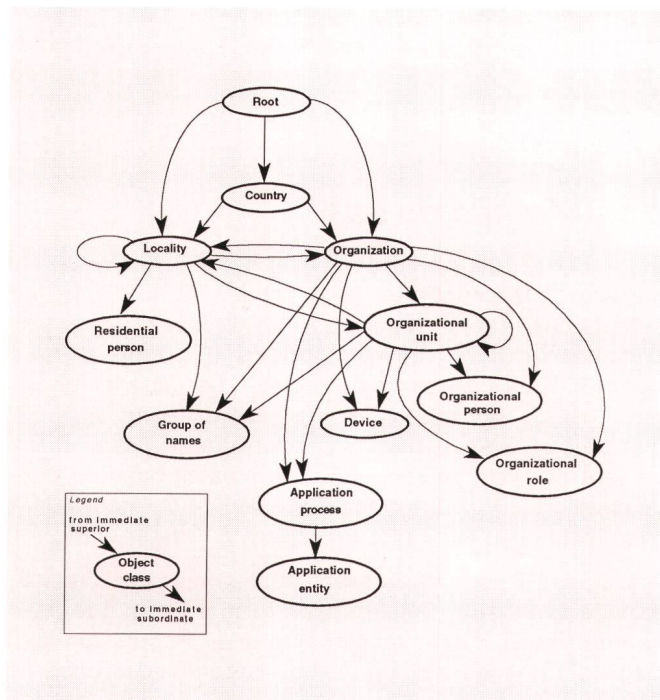 Root
Country
Locality
Organization
Residential
person
Organizational
unit
Organizational
person
Group of
names
Device
Organizational
role
Application
process
Application
entity
Legend
from immediate
superior
Object
class
to immediate
subordinate